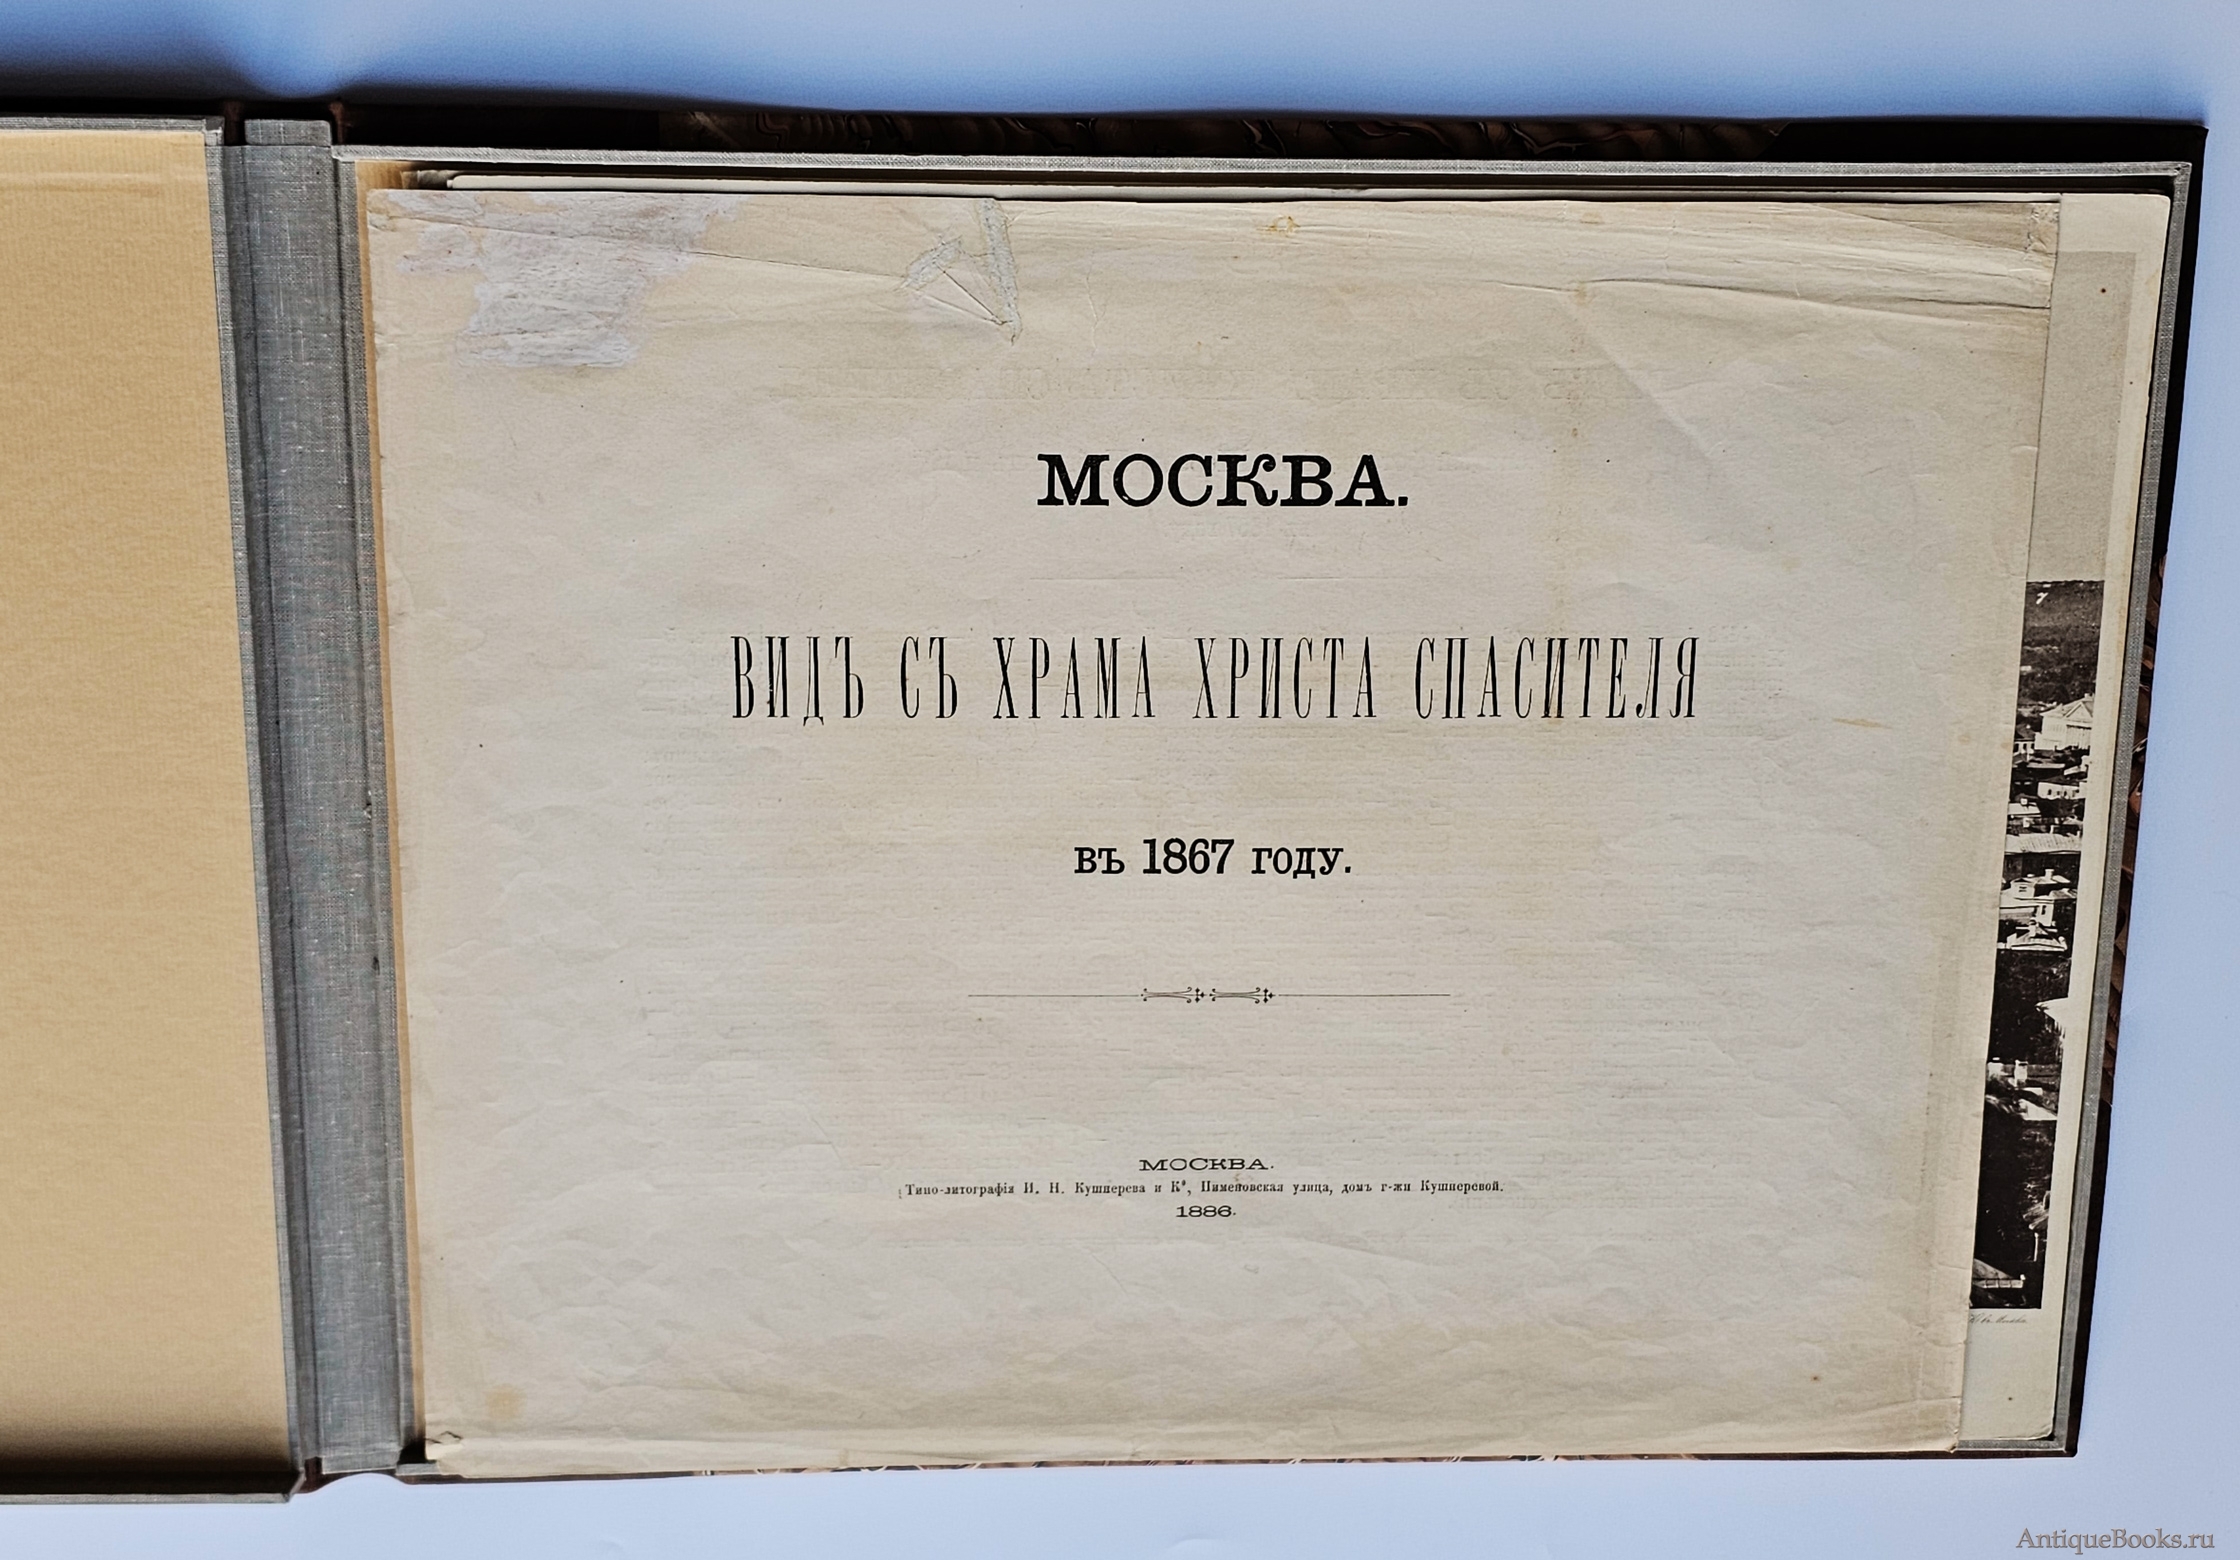 МОСКВА.
ВИДЪ СЪ ХРАМА ХРИСТА СПАСИТЕЛЯ
въ 1867 году.
МОСКВА.
Типо-литографія И. Н. Кушнерева и К°, Пименовская улица, домъ г-жи Кушнеревой.
1886.
7
AntiqueBooks.ru